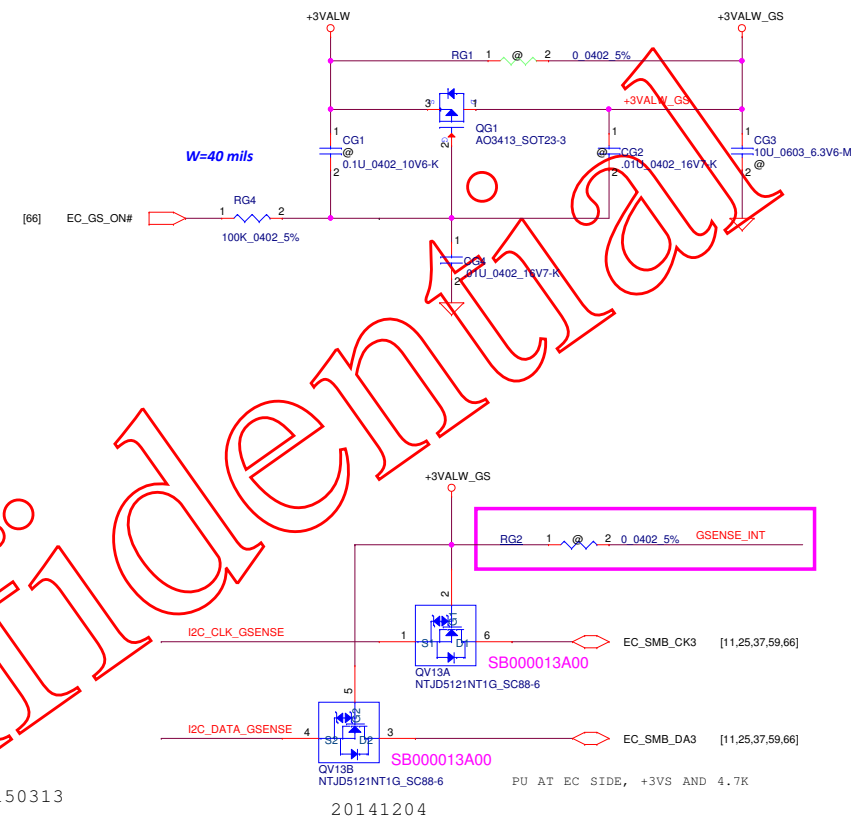 +3VALW +3VALW_GS
RG1 1 @ 2 0_0402_5%
3 1 +3VALW_GS
QG1
AO3413_SOT23-3
2
1 CG1 @ 2
0.1U_0402_10V6-K
1 @ CG2 2
.01U_0402_16V7-K
1 CG3
10U_0603_6.3V6-M
@ 2
W=40 mils
RG4
[66] EC_GS_ON# 1 2
100K_0402_5%
1
CG4
.01U_0402_16V7-K
2
fidential
+3VALW_GS
RG2 1 @ 2 0_0402_5% GSENSE_INT
2
G1
I2C_CLK_GSENSE 1 S1 D1 6 EC_SMB_CK3 [11,25,37,59,66]
SB000013A00
QV13A
NTJD5121NT1G_SC88-6
5
G2
I2C_DATA_GSENSE 4 S2 D2 3 EC_SMB_DA3 [11,25,37,59,66]
SB000013A00
QV13B
NTJD5121NT1G_SC88-6
PU AT EC SIDE, +3VS AND 4.7K
50313
20141204